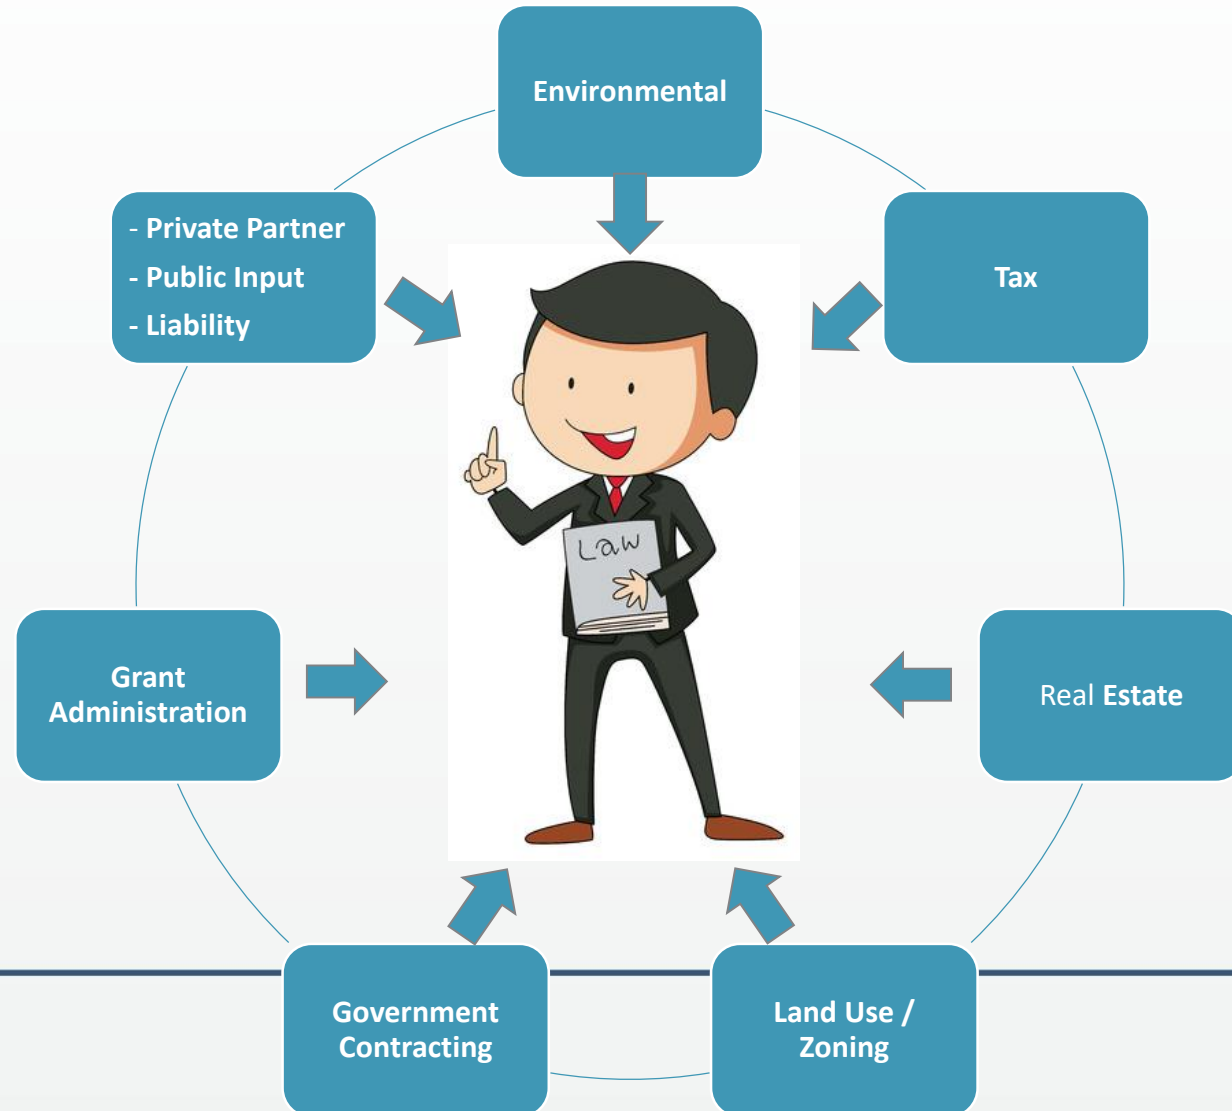 Environmental
- Private Partner
- Public Input
- Liability
Tax
Law
Grant
Administration
Real Estate
Government
Contracting
Land Use /
Zoning